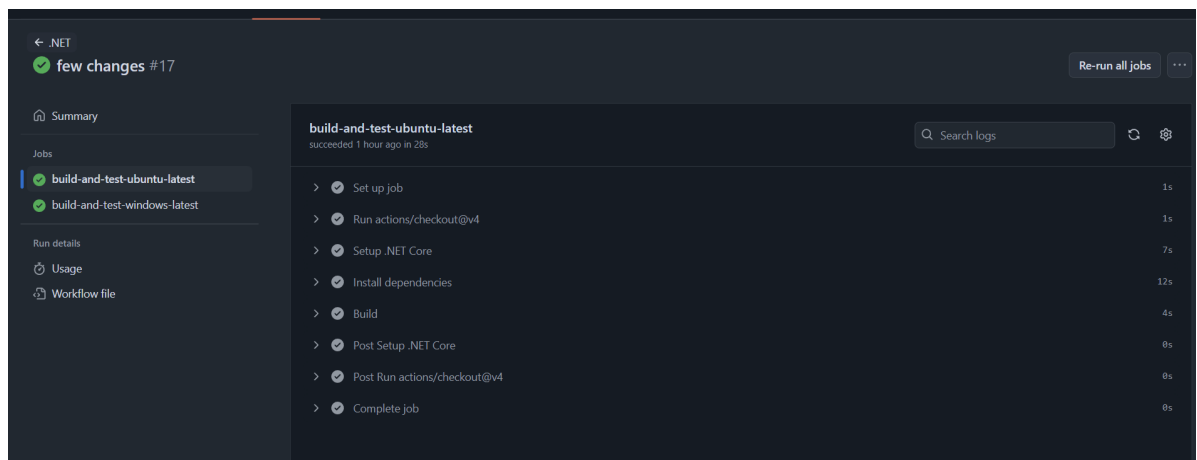 ← .NET
few changes #17
Re-run all jobs
Summary
Jobs
build-and-test-ubuntu-latest
build-and-test-windows-latest
Run details
Usage
Workflow file
build-and-test-ubuntu-latest
succeeded 1 hour ago in 28s
Search logs
Set up job 1s
Run actions/checkout@v4 1s
Setup .NET Core 7s
Install dependencies 12s
Build 4s
Post Setup .NET Core 0s
Post Run actions/checkout@v4 0s
Complete job 0s